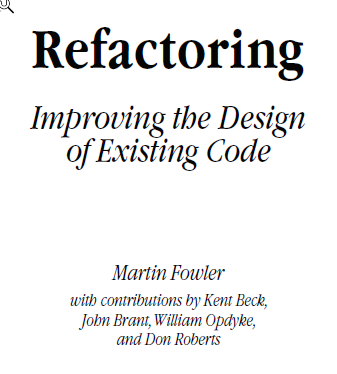 Refactoring
Improving the Design
of Existing Code
Martin Fowler
with contributions by Kent Beck,
John Brant, William Opdyke,
and Don Roberts